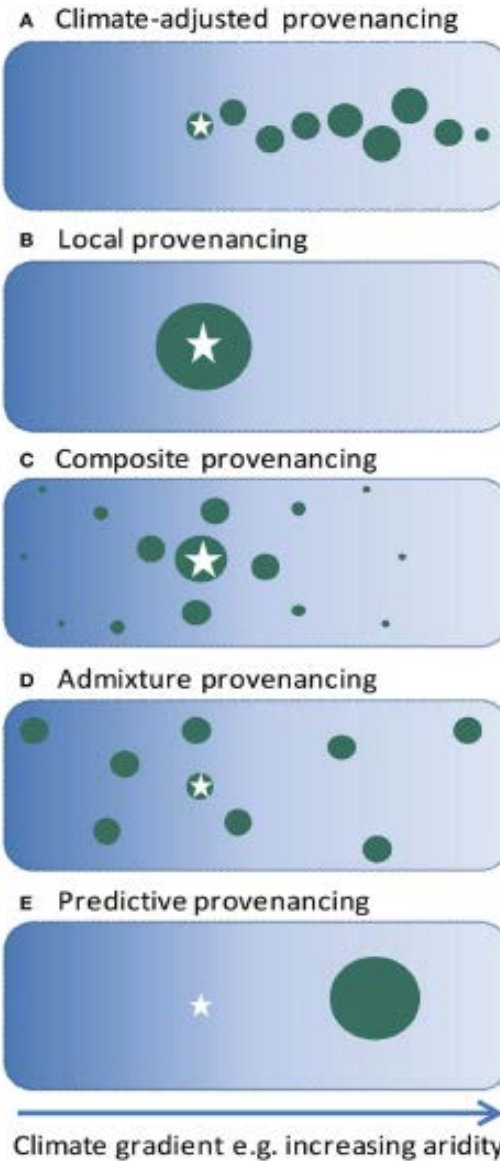 A Climate-adjusted provenancing
B Local provenancing
C Composite provenancing
D Admixture provenancing
E Predictive provenancing
Climate gradient e.g. increasing aridity